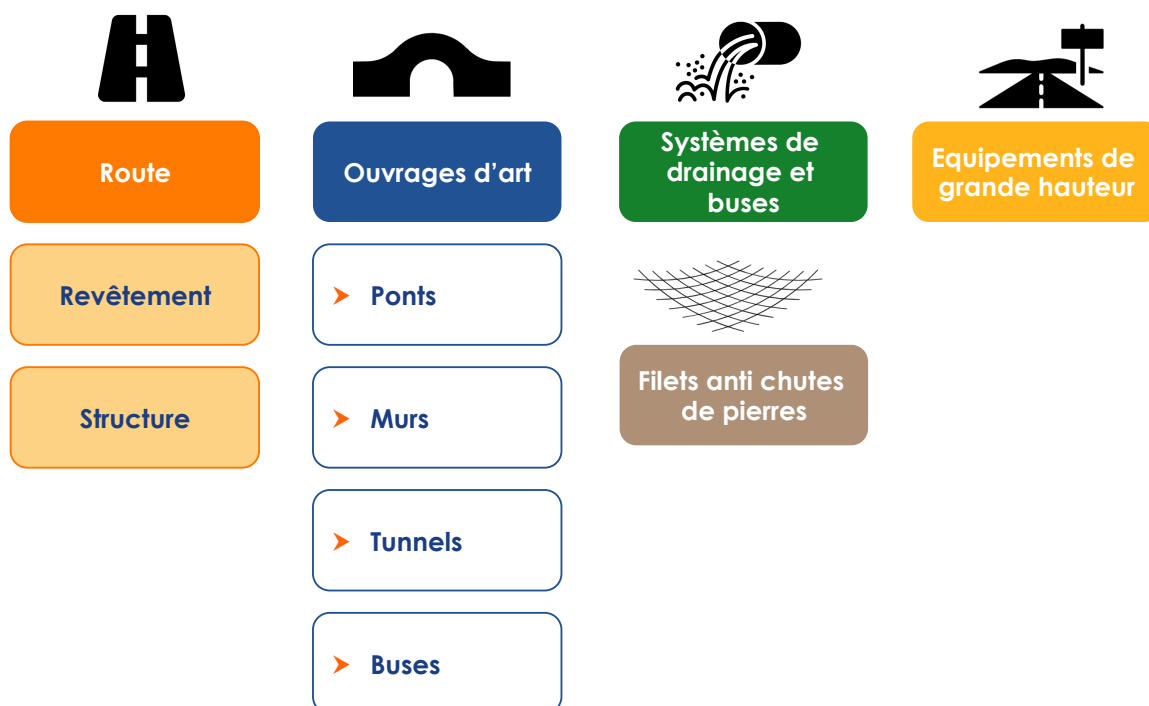 Route
Revêtement
Structure
Ouvrages d’art
Ponts
Murs
Tunnels
Buses
Systèmes de
drainage et
buses
Filets anti chutes
de pierres
Equipements de
grande hauteur